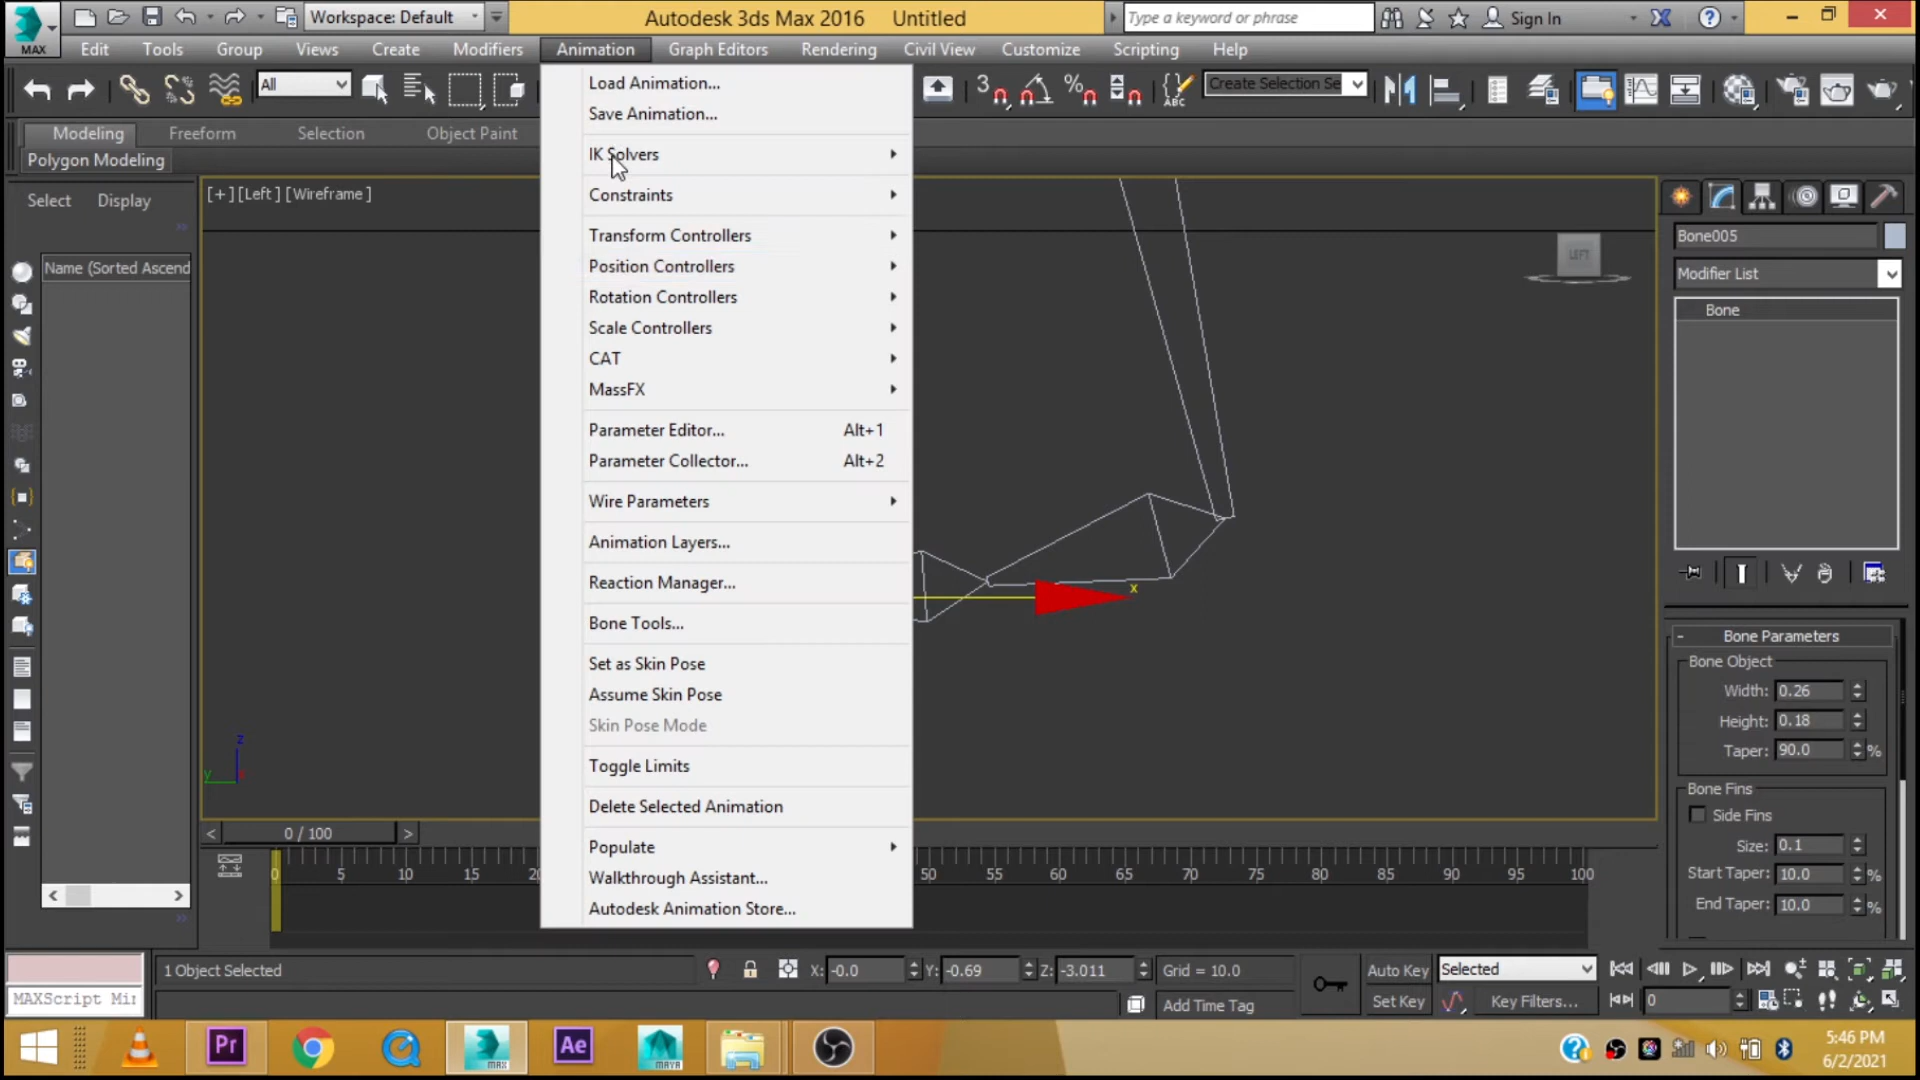 MAX
Workspace: Default
Autodesk 3ds Max 2016 Untitled
Type a keyword or phrase
Sign In
Edit Tools Group Views Create Modifiers Animation Graph Editors Rendering Civil View Customize Scripting Help
All
3
%
ABC
Create Selection Se
Modeling Freeform Selection Object Paint
Polygon Modeling
Select Display
Name (Sorted Ascend
[+] [Left] [Wireframe]
Load Animation...
Save Animation...
IK Solvers
Constraints
Transform Controllers
Position Controllers
Rotation Controllers
Scale Controllers
CAT
MassFX
Parameter Editor... Alt+1
Parameter Collector... Alt+2
Wire Parameters
Animation Layers...
Reaction Manager...
Bone Tools...
Set as Skin Pose
Assume Skin Pose
Skin Pose Mode
Toggle Limits
Delete Selected Animation
Populate
Walkthrough Assistant...
Autodesk Animation Store...
LEFT
x
z
y
Bone005
Modifier List
Bone
- Bone Parameters
Bone Object
Width: 0.26
Height: 0.18
Taper: 90.0 %
Bone Fins
Side Fins
Size: 0.1
Start Taper: 10.0 %
End Taper: 10.0 %
< 0 / 100 >
0 5 10 15 20 50 55 60 65 70 75 80 85 90 95 100
1 Object Selected
X: -0.0 Y: -0.69 Z: -3.011 Grid = 10.0
Auto Key Selected
MAXScript Mi
Add Time Tag
Set Key Key Filters... 0
Pr
MAX
Ae
MAYA
5:46 PM
6/2/2021